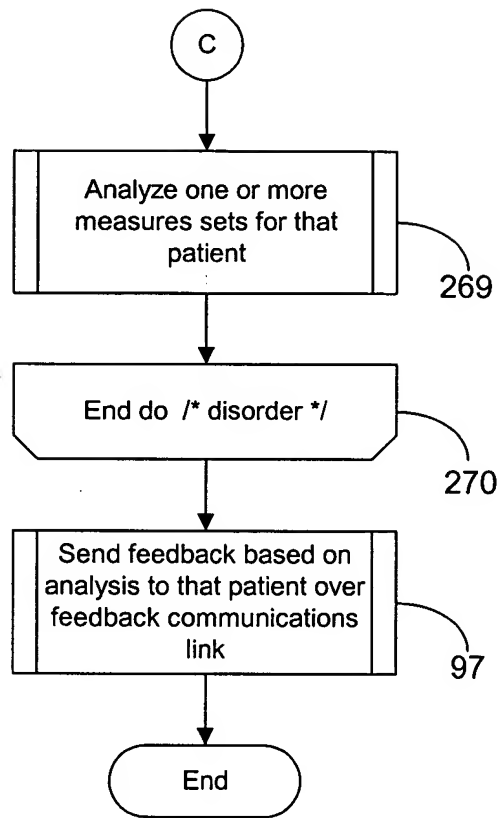 C
Analyze one or more
measures sets for that
patient
269
End do /* disorder */
270
Send feedback based on
analysis to that patient over
feedback communications
link
97
End